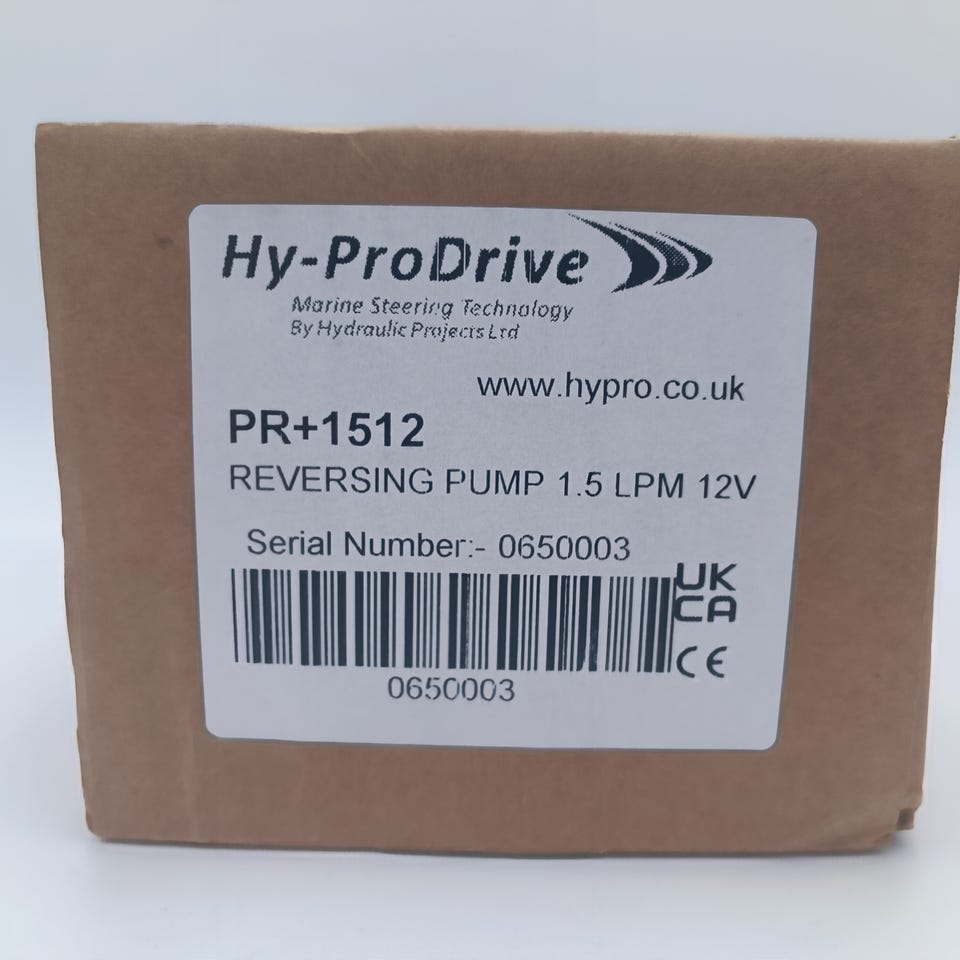 Hy-ProDrive
Marine Steering Technology
By Hydraulic Projects Ltd
www.hypro.co.uk
PR+1512
REVERSING PUMP 1.5 LPM 12V
Serial Number:- 0650003
UK
CA
CE
0650003